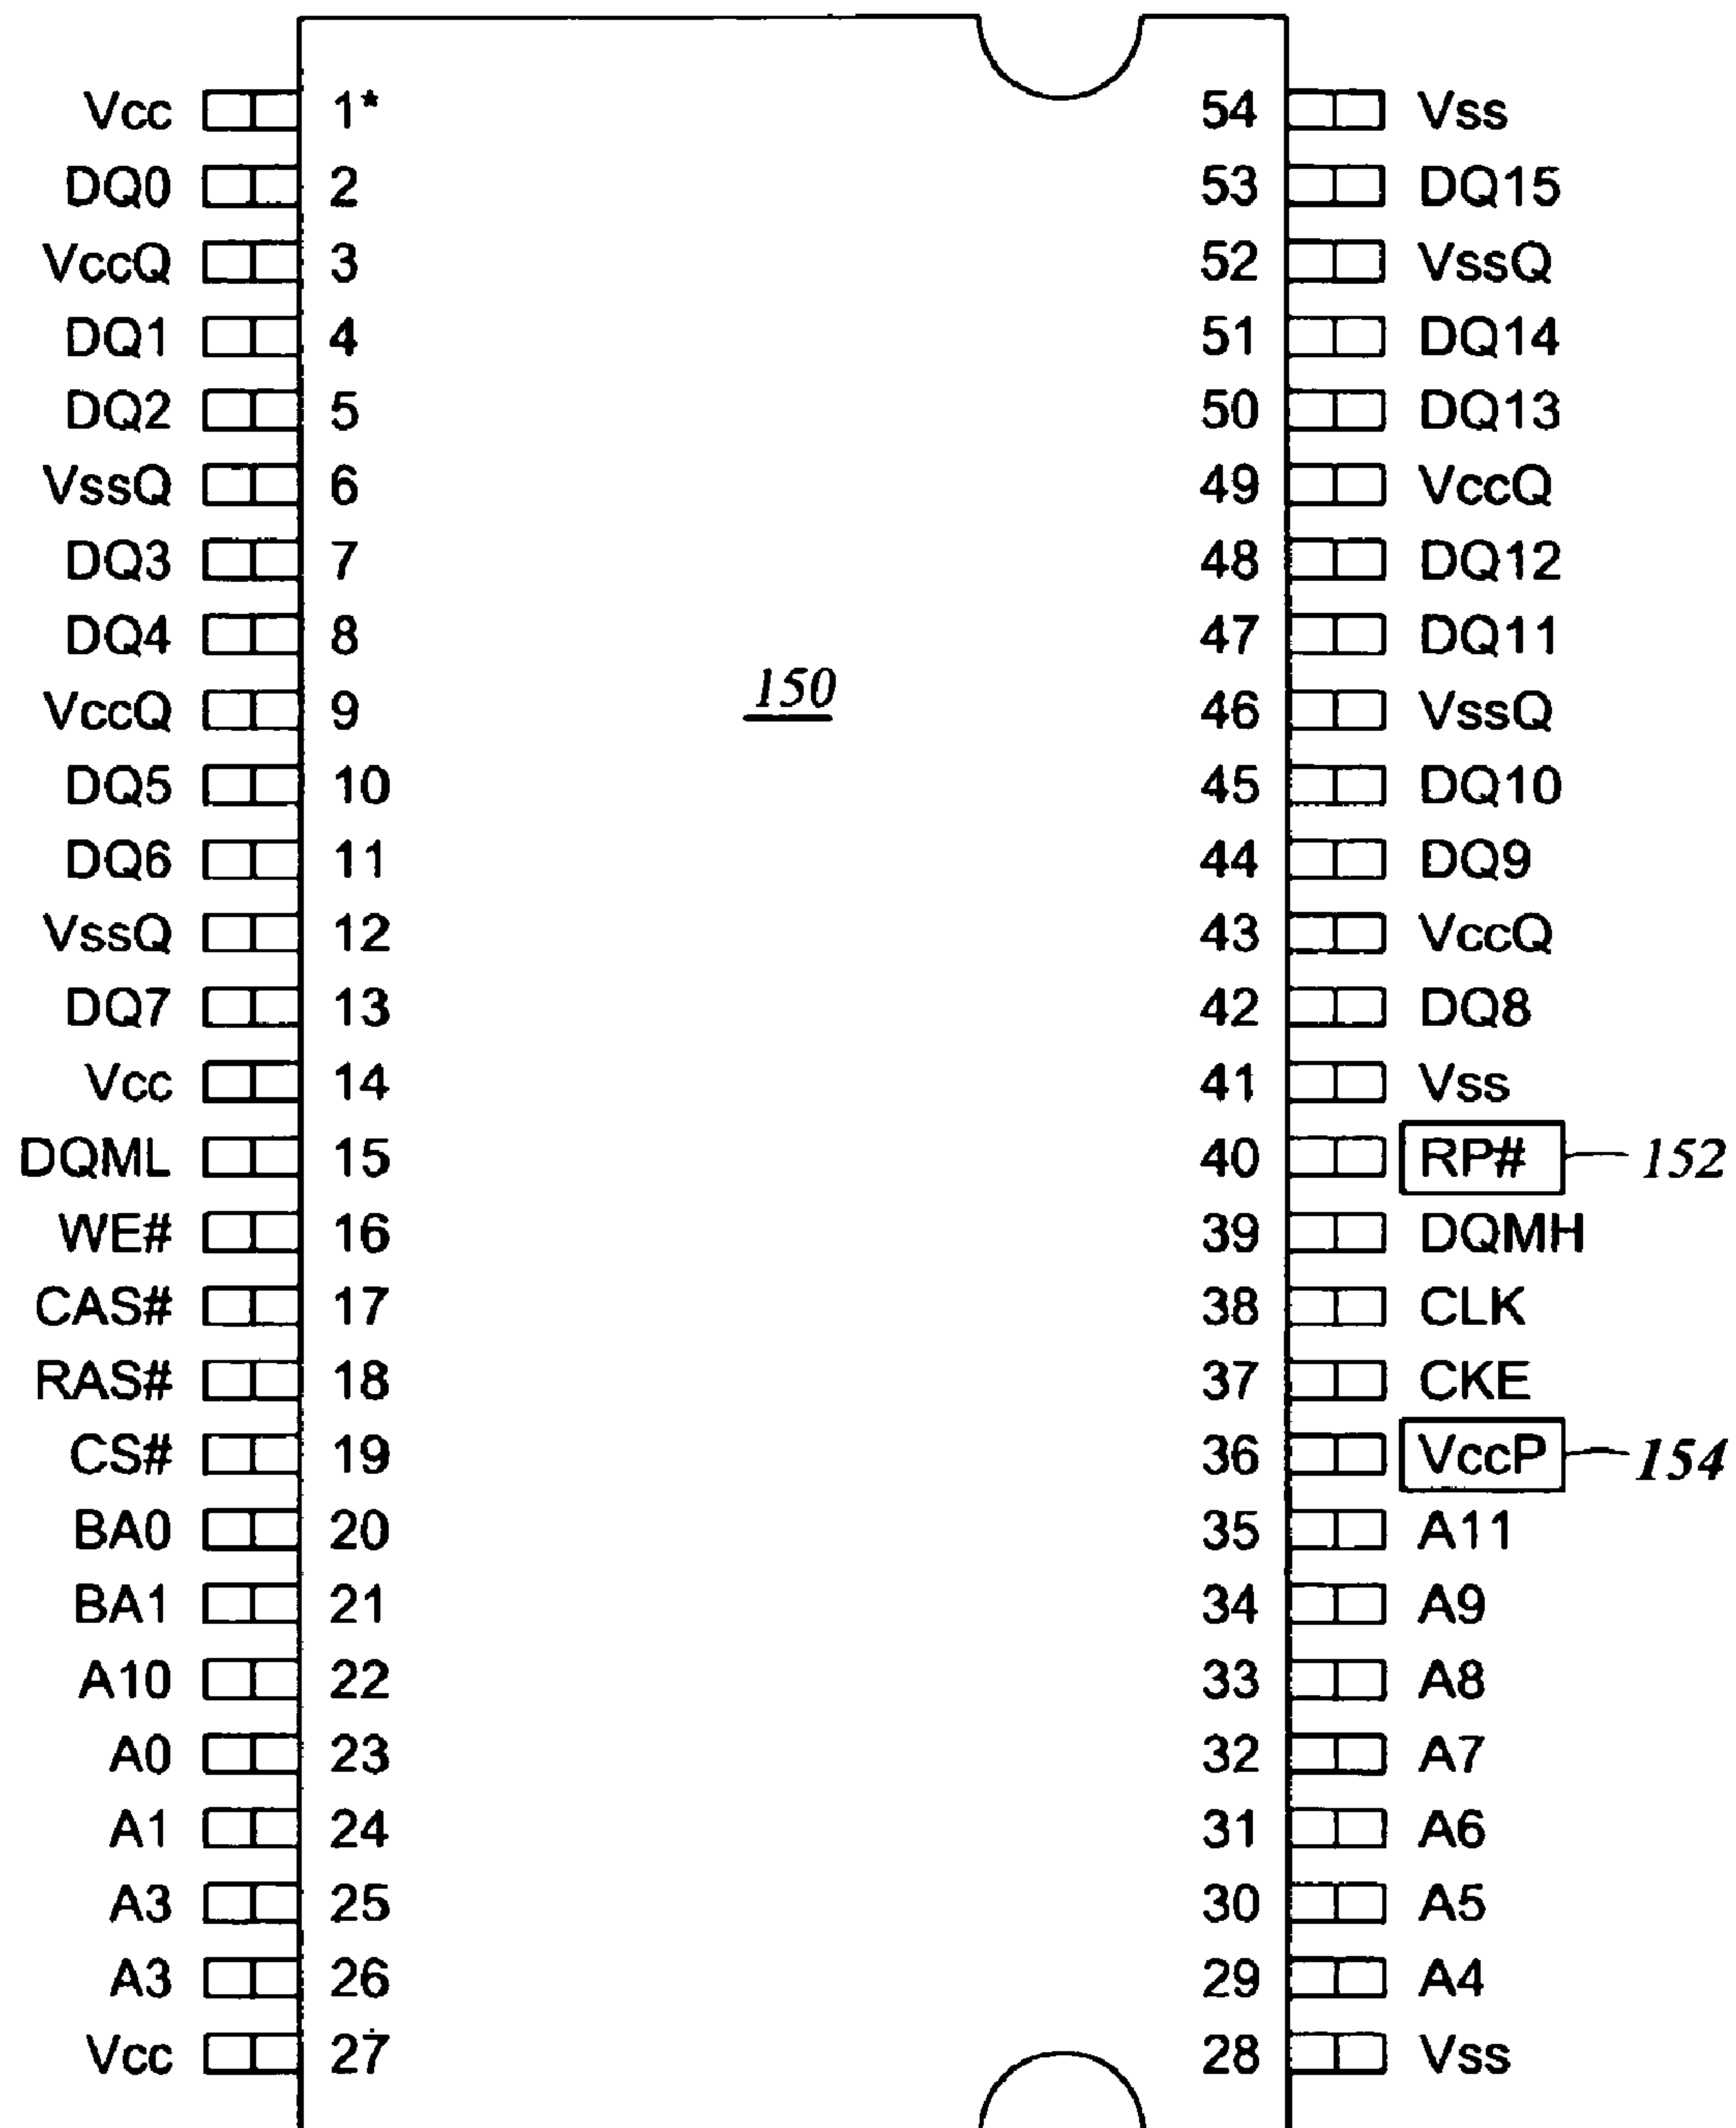 Vcc 1* 54 Vss
DQ0 2 53 DQ15
VccQ 3 52 VssQ
DQ1 4 51 DQ14
DQ2 5 50 DQ13
VssQ 6 49 VccQ
DQ3 7 48 DQ12
DQ4 8 47 DQ11
150
VccQ 9 46 VssQ
DQ5 10 45 DQ10
DQ6 11 44 DQ9
VssQ 12 43 VccQ
DQ7 13 42 DQ8
Vcc 14 41 Vss
DQML 15 40 RP# 152
WE# 16 39 DQMH
CAS# 17 38 CLK
RAS# 18 37 CKE
CS# 19 36 VccP 154
BA0 20 35 A11
BA1 21 34 A9
A10 22 33 A8
A0 23 32 A7
A1 24 31 A6
A3 25 30 A5
A3 26 29 A4
Vcc 27 28 Vss